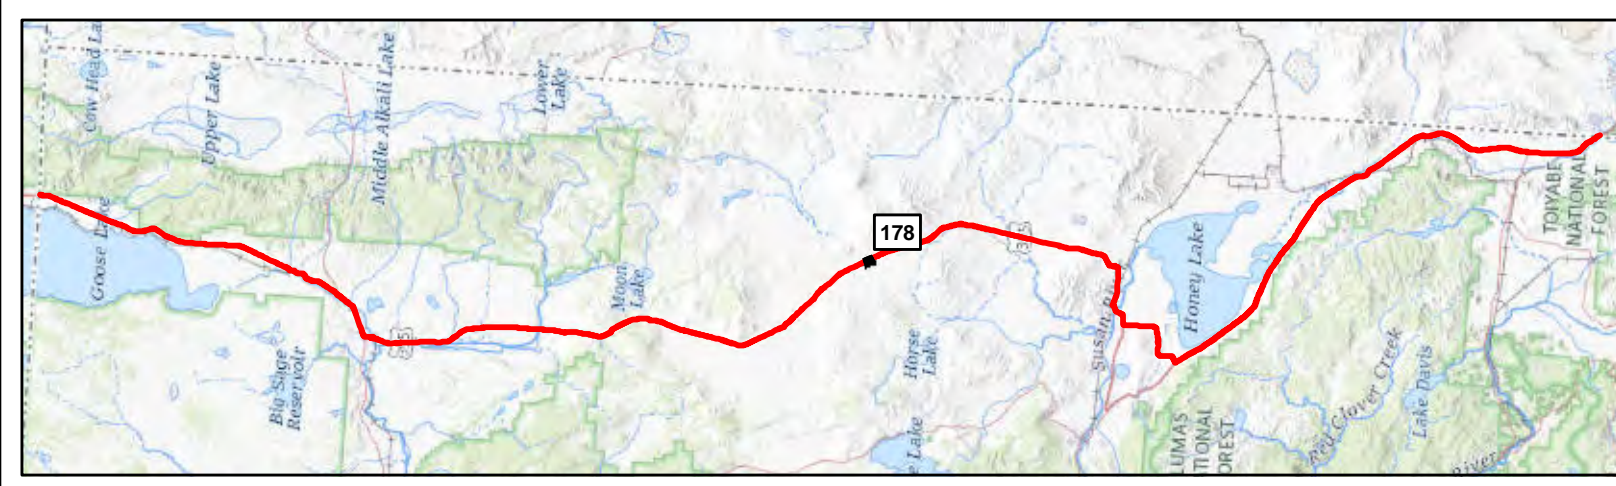 Cow Head La
Upper Lake
Middle Alkali Lake
Lower
Lake
Goose Lake
Big Sage
Reservoir
395
Moon
Lake
178
Horse
Lake
e Lake
395
Susan
Honey Lake
LUMAS
TIONAL
OREST
Red Clover Creek
Lake Davis
River
TOIYABE
NATIONAL
FOREST